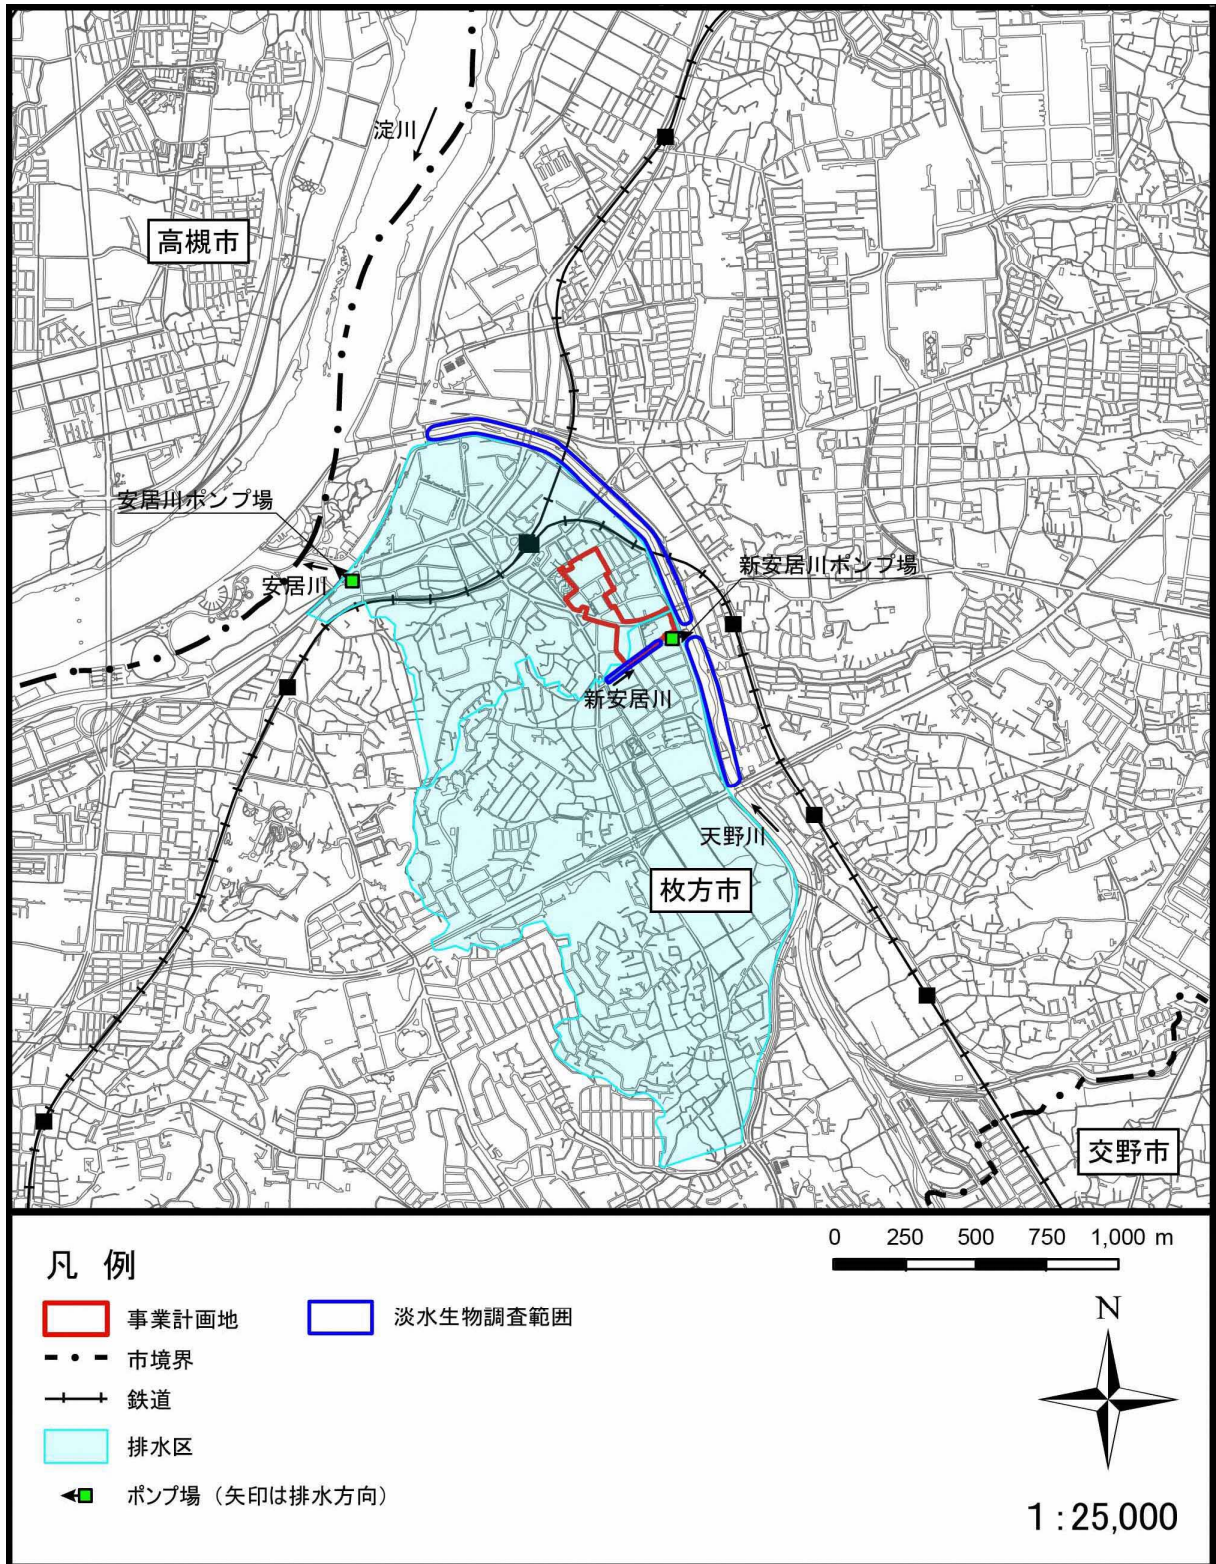 淀川
高槻市
安居川ポンプ場
新安居川ポンプ場
安居川
新安居川
天野川
枚方市
交野市
0 250 500 750 1,000 m
凡 例
事業計画地
淡水生物調査範囲
市境界
鉄道
排水区
ポンプ場（矢印は排水方向）
N
1：25,000